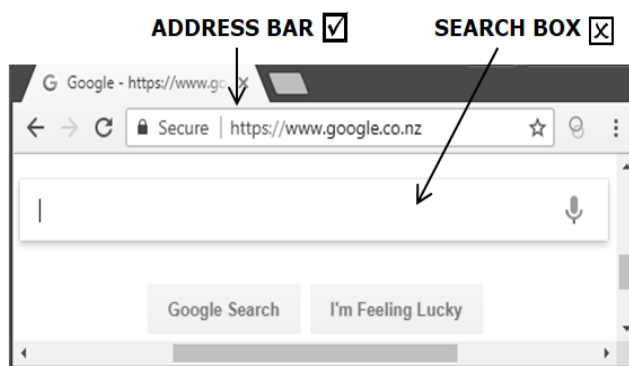 ADDRESS BAR ☑ SEARCH BOX ☒
G Google - https://www.go
Secure | https://www.google.co.nz
Google Search I'm Feeling Lucky